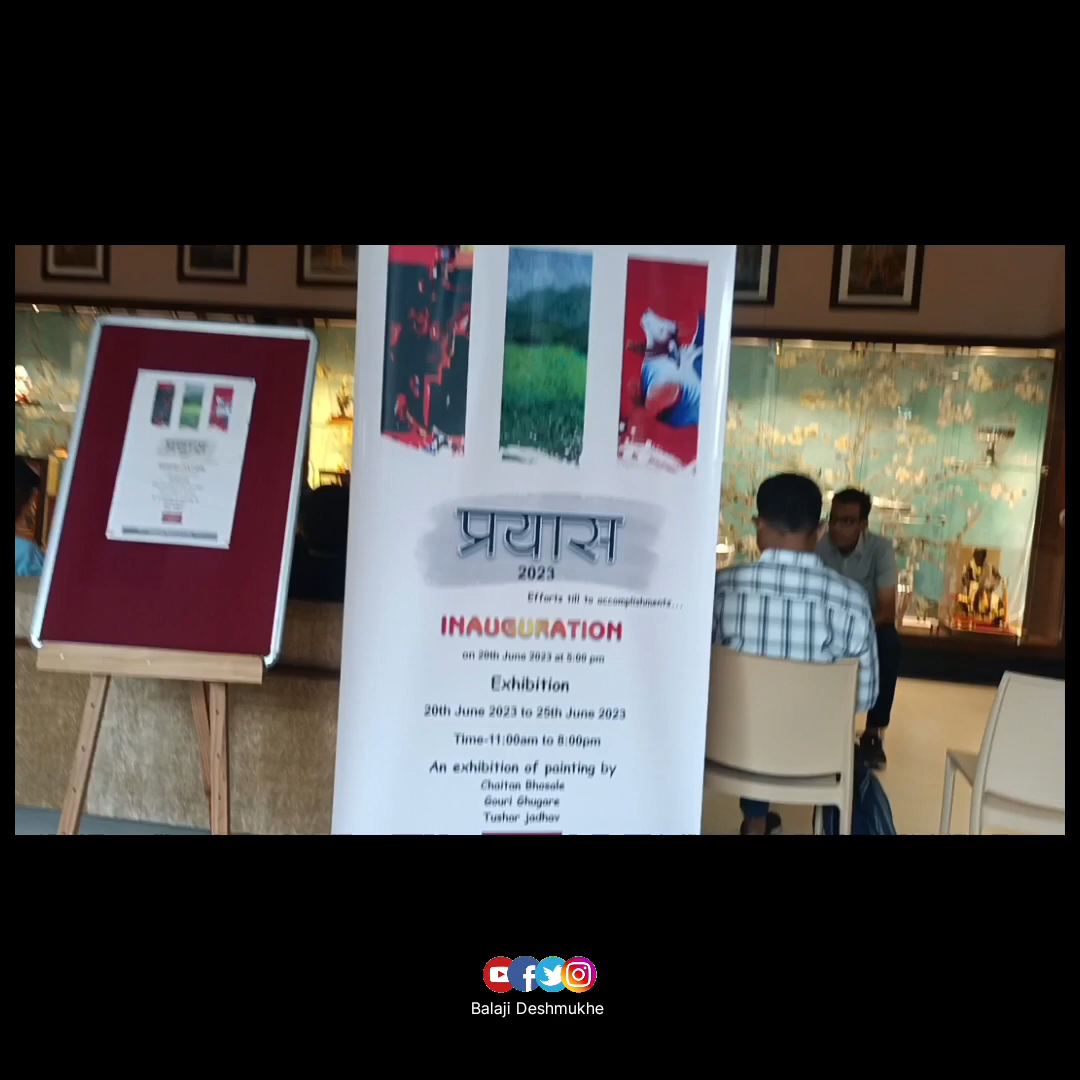 प्रयास
2023
Efforts till to accomplishments...
INAUGURATION
on 20th June 2023 at 5:00 pm
Exhibition
20th June 2023 to 25th June 2023
Time-11:00am to 8:00pm
An exhibition of painting by
Chaitan Bhosale
Gouri Ghugare
Tushar jadhav
प्रयास
Balaji Deshmukhe